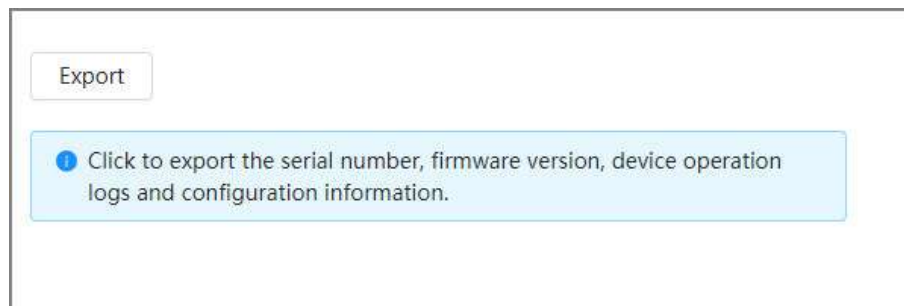 Export
Click to export the serial number, firmware version, device operation
logs and configuration information.